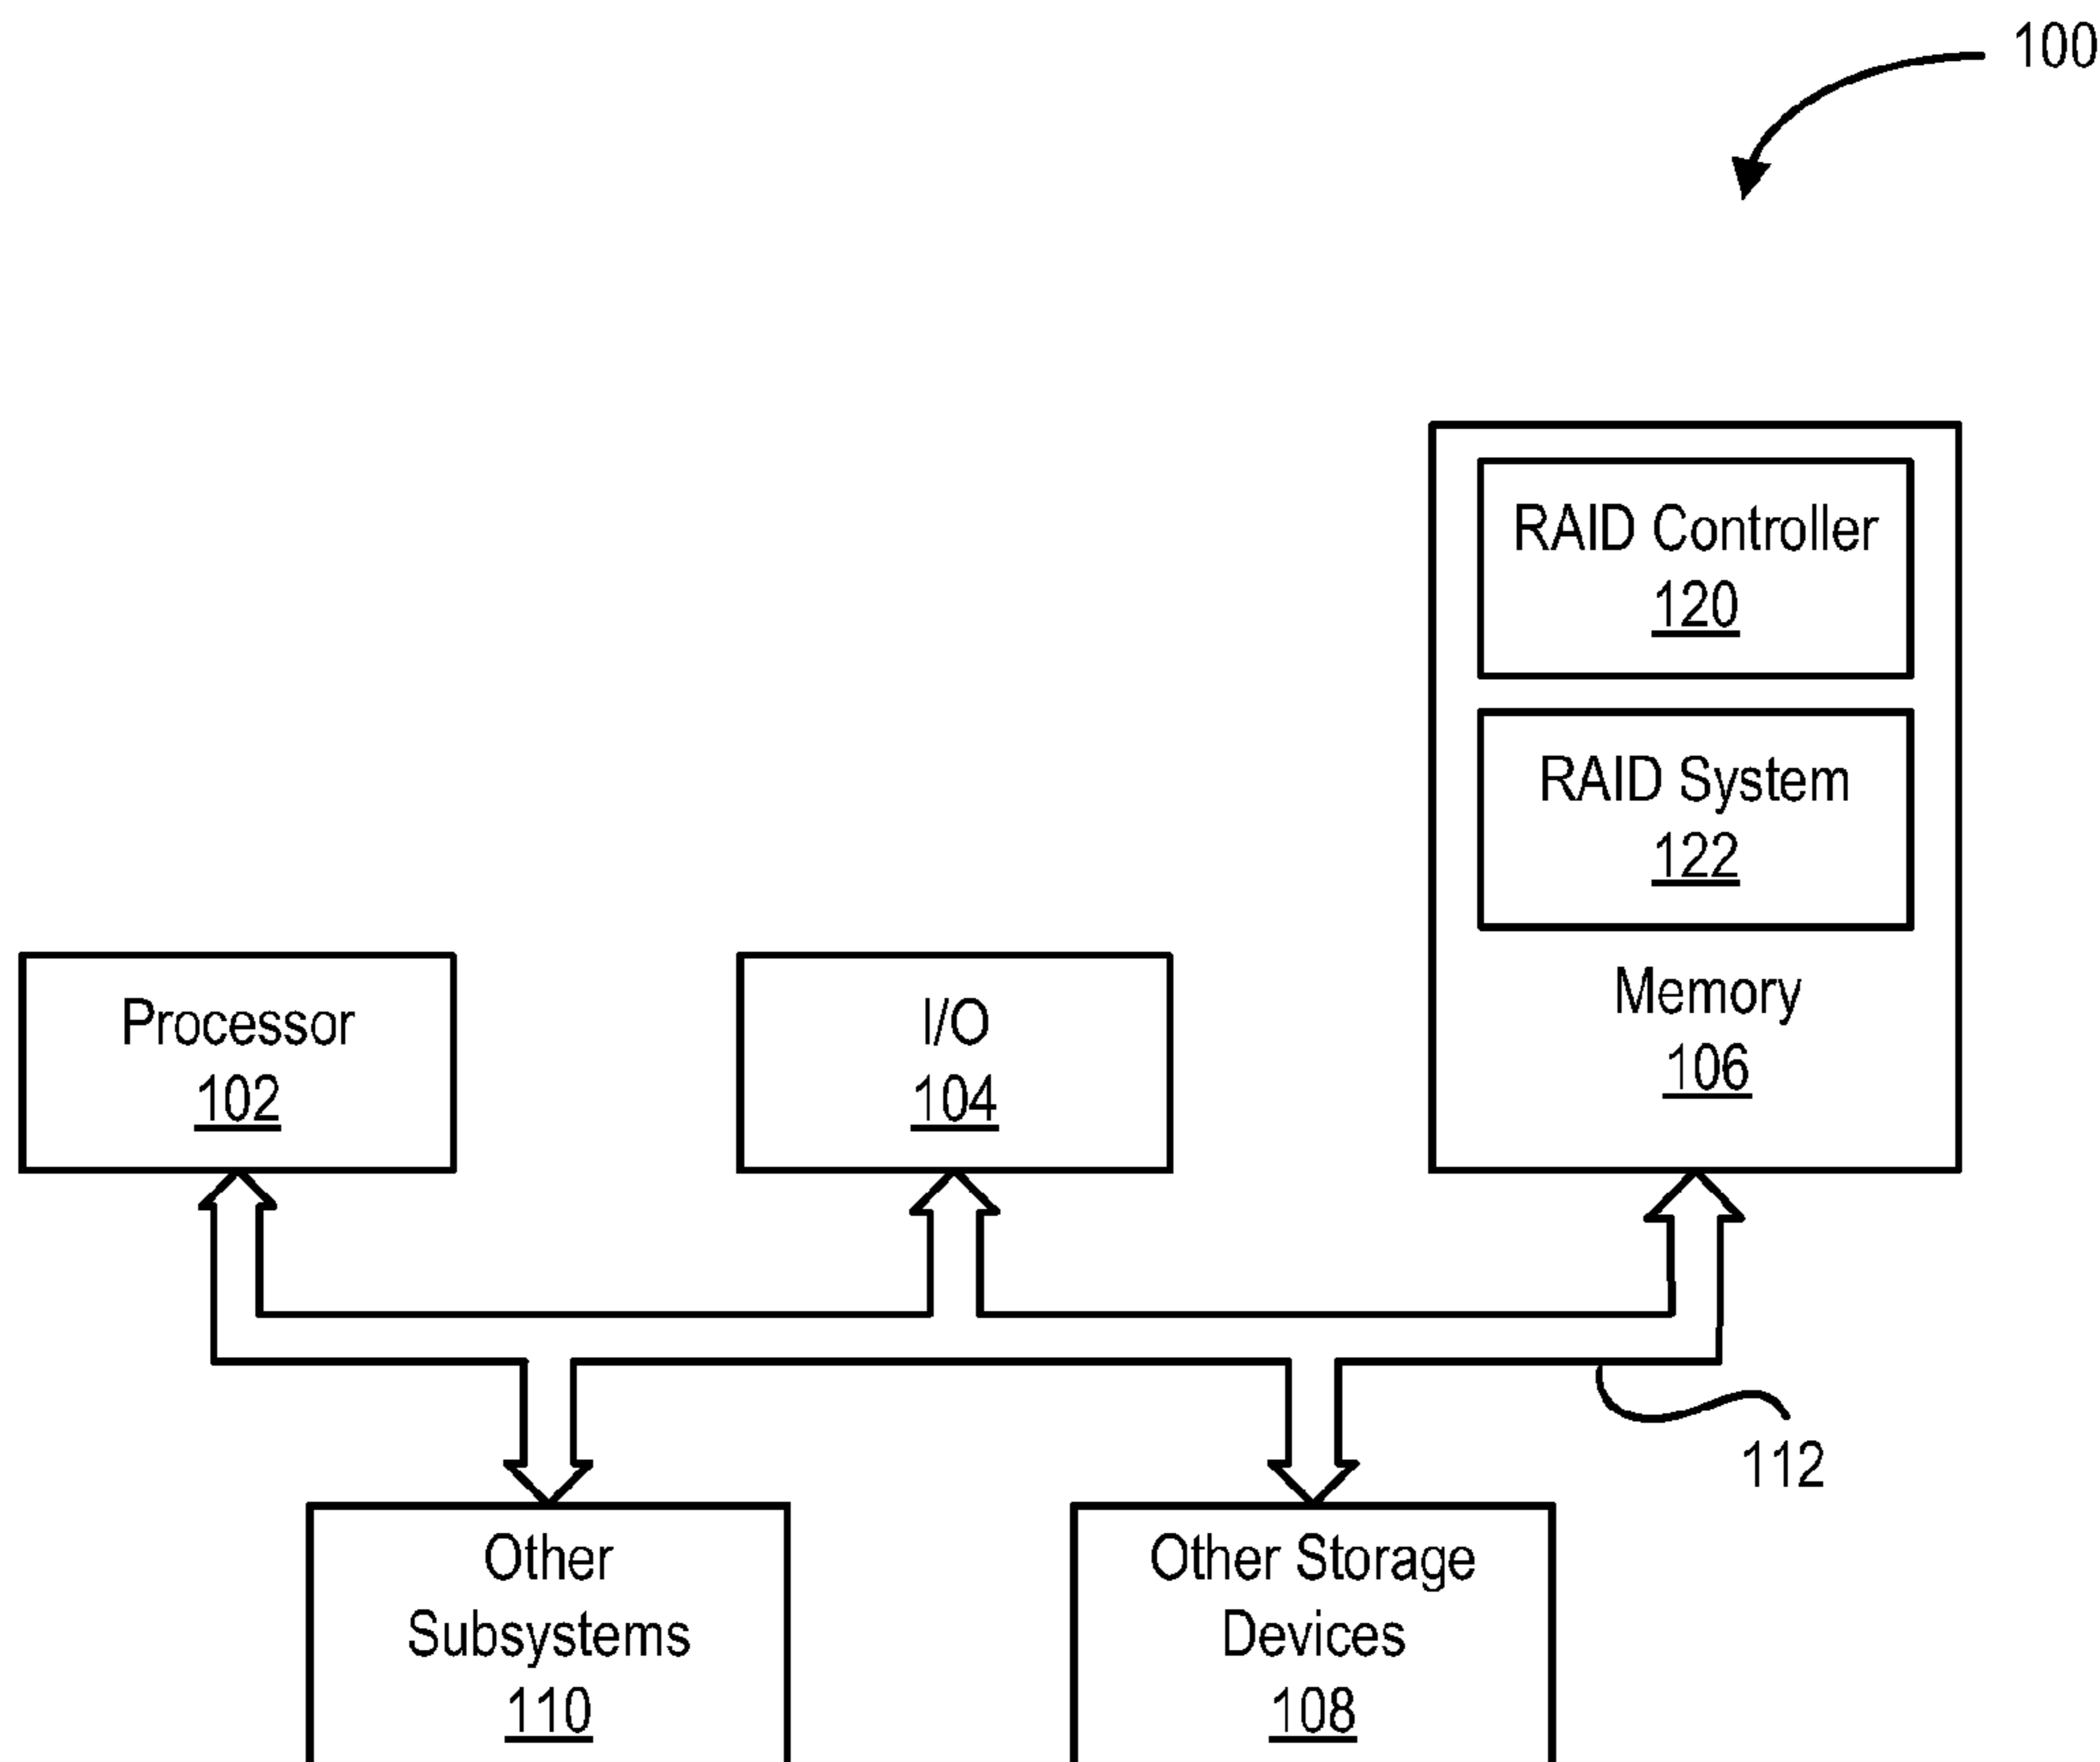 100
RAID Controller
120
RAID System
122
Memory
106
Processor
102
I/O
104
112
Other
Subsystems
110
Other Storage
Devices
108